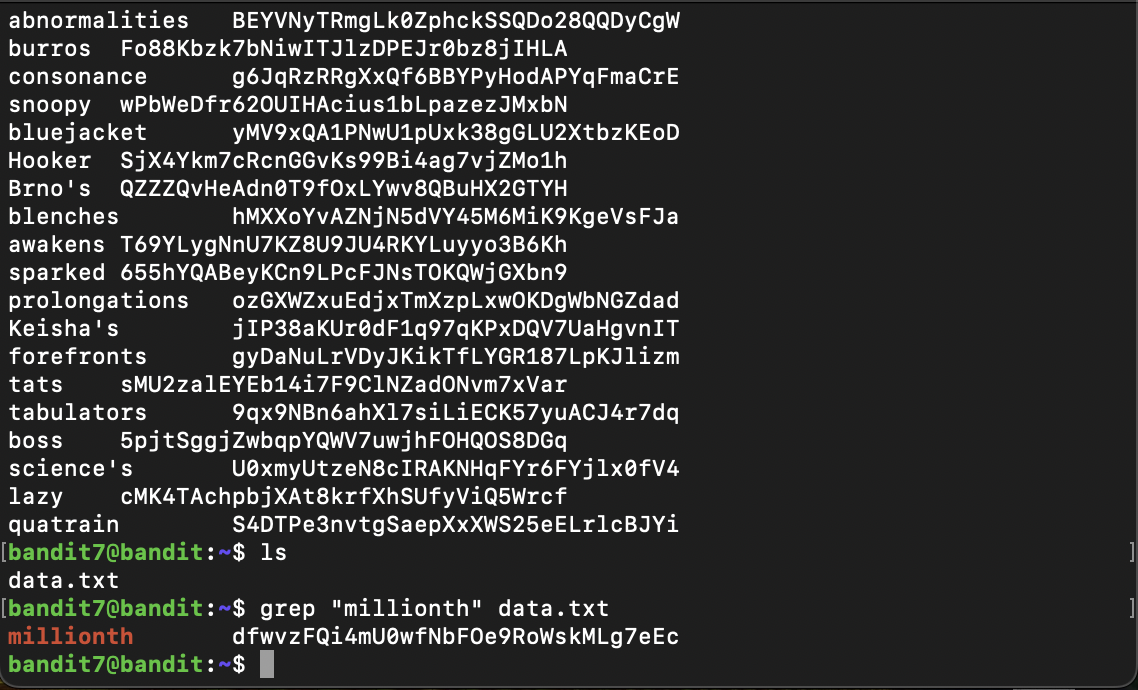 abnormalities   BEYVNyTRmgLk0ZphckSSQDo28QQDyCgW
burros  Fo88Kbzk7bNiwITJlzDPEJr0bz8jIHLA
consonance      g6JqRzRRgXxQf6BBYPyHodAPYqFmaCrE
snoopy  wPbWeDfr62OUIHAcius1bLpazezJMxbN
bluejacket      yMV9xQA1PNwU1pUxk38gGLU2XtbzKEoD
Hooker  SjX4Ykm7cRcnGGvKs99Bi4ag7vjZMo1h
Brno's  QZZZQvHeAdn0T9fOxLYwv8QBuHX2GTYH
blenches        hMXXoYvAZNjN5dVY45M6MiK9KgeVsFJa
awakens T69YLygNnU7KZ8U9JU4RKYLuyyo3B6Kh
sparked 655hYQABeyKCn9LPcFJNsTOKQWjGXbn9
prolongations   ozGXWZxuEdjxTmXzpLxwOKDgWbNGZdad
Keisha's        jIP38aKUr0dF1q97qKPxDQV7UaHgvnIT
forefronts      gyDaNuLrVDyJKikTfLYGR187LpKJlizm
tats    sMU2zalEYEb14i7F9ClNZadONvm7xVar
tabulators      9qx9NBn6ahXl7siLiECK57yuACJ4r7dq
boss    5pjtSggjZwbqpYQWV7uwjhFOHQOS8DGq
science's       U0xmyUtzeN8cIRAKNHqFYr6FYjlx0fV4
lazy    cMK4TAchpbjXAt8krfXhSUfyViQ5Wrcf
quatrain        S4DTPe3nvtgSaepXxXWS25eELrlcBJYi
[bandit7@bandit:~$ ls ]
data.txt
[bandit7@bandit:~$ grep "millionth" data.txt ]
millionth       dfwvzFQi4mU0wfNbFOe9RoWskMLg7eEc
bandit7@bandit:~$